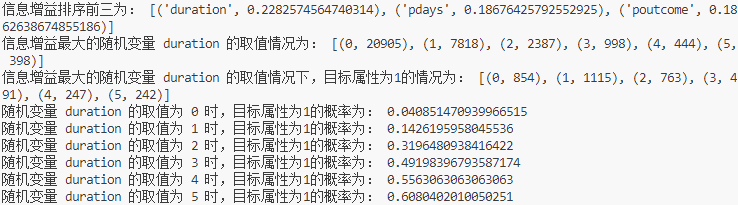 信息增益排序前三为： [('duration', 0.2282574564740314), ('pdays', 0.18676425792552925), ('poutcome', 0.18
62638674855186)]
信息增益最大的随机变量 duration 的取值情况为： [(0, 20905), (1, 7818), (2, 2387), (3, 998), (4, 444), (5,
398)]
信息增益最大的随机变量 duration 的取值情况下，目标属性为1的情况为： [(0, 854), (1, 1115), (2, 763), (3, 4
91), (4, 247), (5, 242)]
随机变量 duration 的取值为 0 时，目标属性为1的概率为： 0.040851470939966515
随机变量 duration 的取值为 1 时，目标属性为1的概率为： 0.1426195958045536
随机变量 duration 的取值为 2 时，目标属性为1的概率为： 0.3196480938416422
随机变量 duration 的取值为 3 时，目标属性为1的概率为： 0.49198396793587174
随机变量 duration 的取值为 4 时，目标属性为1的概率为： 0.5563063063063063
随机变量 duration 的取值为 5 时，目标属性为1的概率为： 0.6080402010050251